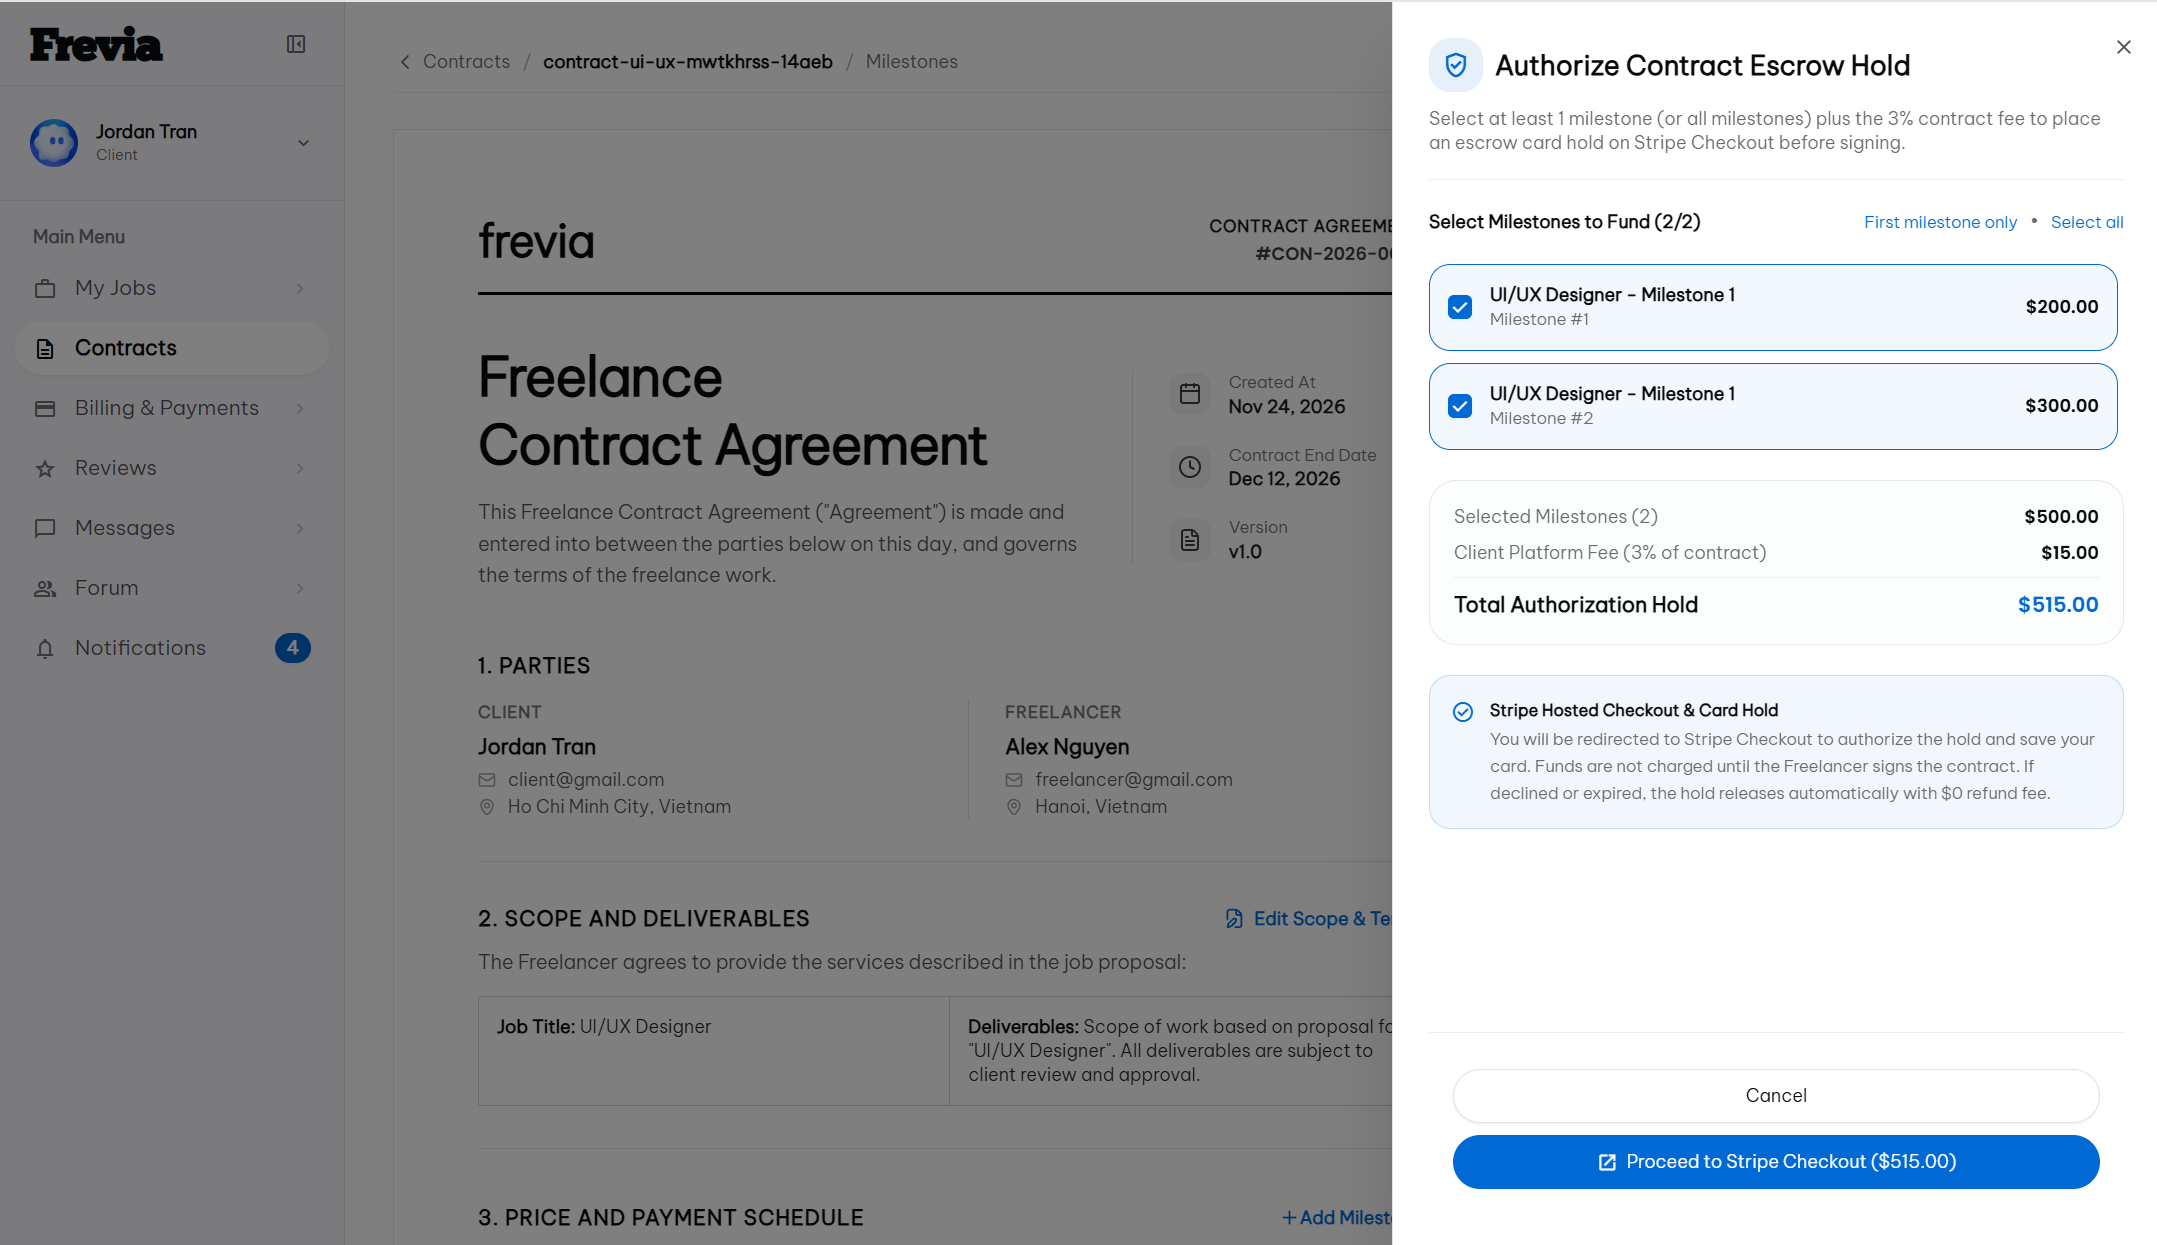 Frevia
Jordan Tran
Client
Main Menu
My Jobs
Contracts
Billing & Payments
Reviews
Messages
Forum
Notifications
4
Contracts / contract-ui-ux-mwtkhrss-14aeb / Milestones
frevia
CONTRACT AGREEME
#CON-2026-0
Freelance
Contract Agreement
This Freelance Contract Agreement ("Agreement") is made and
entered into between the parties below on this day, and governs
the terms of the freelance work.
Created At
Nov 24, 2026
Contract End Date
Dec 12, 2026
Version
v1.0
1. PARTIES
CLIENT
Jordan Tran
client@gmail.com
Ho Chi Minh City, Vietnam
FREELANCER
Alex Nguyen
freelancer@gmail.com
Hanoi, Vietnam
2. SCOPE AND DELIVERABLES
Edit Scope & Te
The Freelancer agrees to provide the services described in the job proposal:
Job Title: UI/UX Designer
Deliverables: Scope of work based on proposal fo
"UI/UX Designer". All deliverables are subject to
client review and approval.
3. PRICE AND PAYMENT SCHEDULE
+ Add Milest
Authorize Contract Escrow Hold
Select at least 1 milestone (or all milestones) plus the 3% contract fee to place
an escrow card hold on Stripe Checkout before signing.
Select Milestones to Fund (2/2)
First milestone only • Select all
UI/UX Designer - Milestone 1
Milestone #1
$200.00
UI/UX Designer - Milestone 1
Milestone #2
$300.00
Selected Milestones (2)
$500.00
Client Platform Fee (3% of contract)
$15.00
Total Authorization Hold
$515.00
Stripe Hosted Checkout & Card Hold
You will be redirected to Stripe Checkout to authorize the hold and save your
card. Funds are not charged until the Freelancer signs the contract. If
declined or expired, the hold releases automatically with $0 refund fee.
Cancel
Proceed to Stripe Checkout ($515.00)